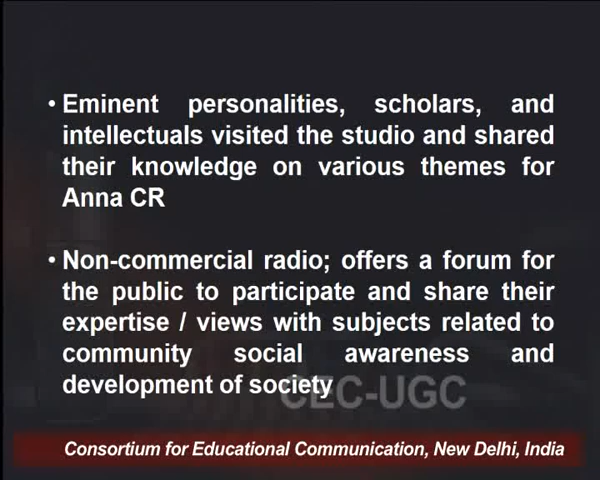 • Eminent personalities, scholars, and
intellectuals visited the studio and shared
their knowledge on various themes for
Anna CR
• Non-commercial radio; offers a forum for
the public to participate and share their
expertise / views with subjects related to
community social awareness and
development of society
CEC-UGC
Consortium for Educational Communication, New Delhi, India